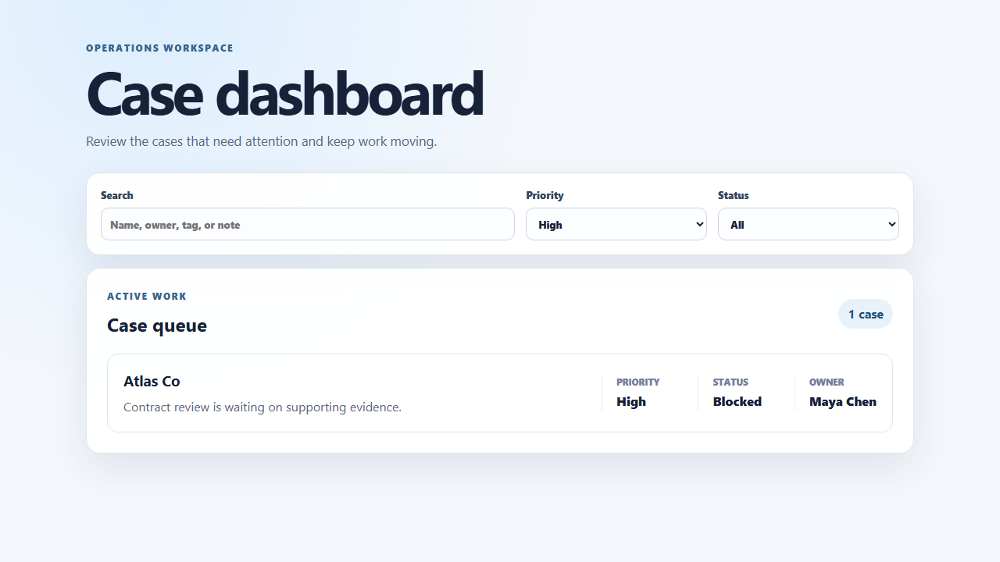 OPERATIONS WORKSPACE
Case dashboard
Review the cases that need attention and keep work moving.
Search
Priority
Status
Name, owner, tag, or note
High
All
ACTIVE WORK
Case queue
1 case
Atlas Co
Contract review is waiting on supporting evidence.
PRIORITY
High
STATUS
Blocked
OWNER
Maya Chen